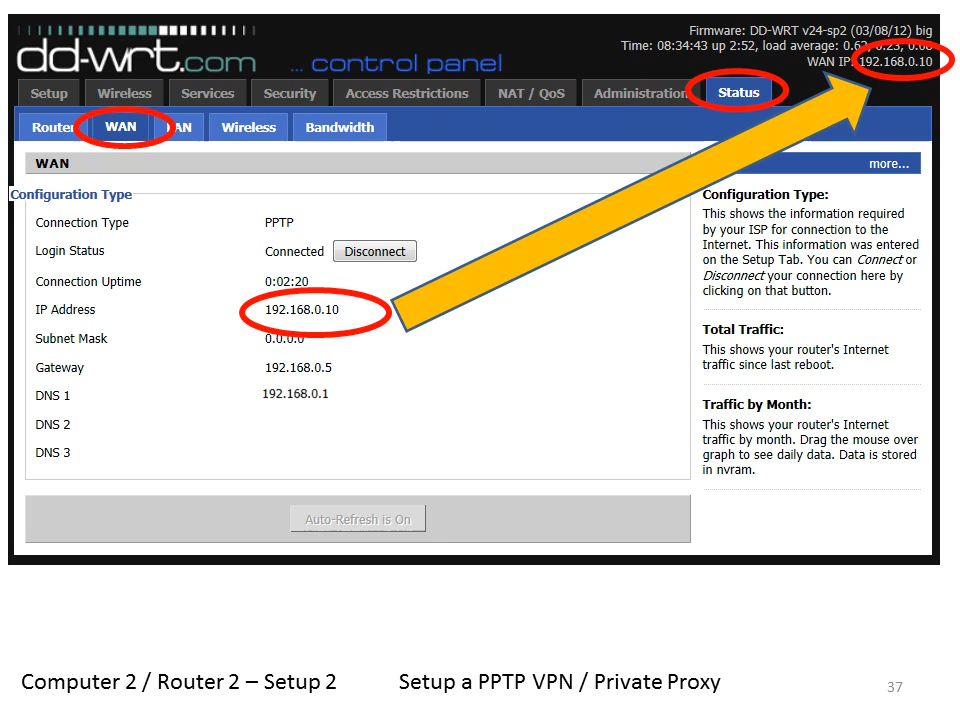 dd-wrt.com ... control panel
Firmware: DD-WRT v24-sp2 (03/08/12) big
Time: 08:34:43 up 2:52, load average: 0.62, 0.23, 0.08
WAN IP: 192.168.0.10
Setup Wireless Services Security Access Restrictions NAT / QoS Administration Status
Router WAN LAN Wireless Bandwidth
WAN
more...
Configuration Type
Connection Type PPTP
Login Status Connected Disconnect
Connection Uptime 0:02:20
IP Address 192.168.0.10
Subnet Mask 0.0.0.0
Gateway 192.168.0.5
DNS 1 192.168.0.1
DNS 2
DNS 3
Auto-Refresh is On
Configuration Type:
This shows the information required
by your ISP for connection to the
Internet. This information was entered
on the Setup Tab. You can Connect or
Disconnect your connection here by
clicking on that button.
Total Traffic:
This shows your router's Internet
traffic since last reboot.
Traffic by Month:
This shows your router's Internet
traffic by month. Drag the mouse over
graph to see daily data. Data is stored
in nvram.
Computer 2 / Router 2 – Setup 2 Setup a PPTP VPN / Private Proxy
37